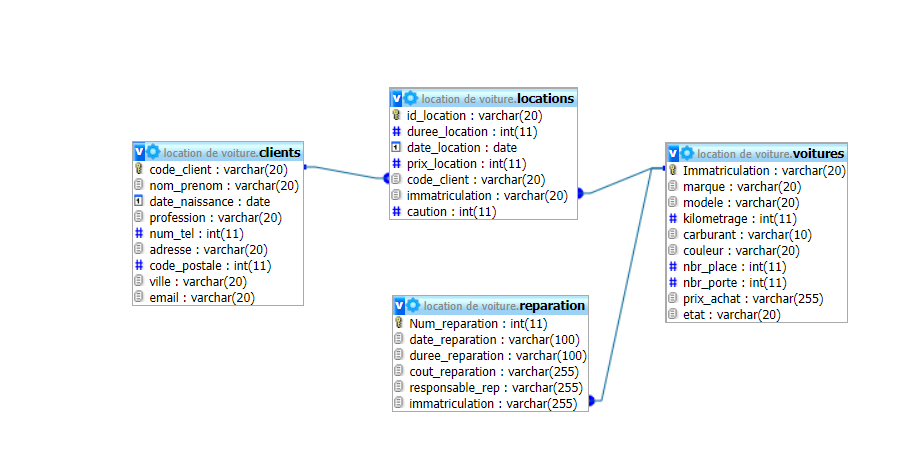 location de voiture.clients
code_client : varchar(20)
nom_prenom : varchar(20)
date_naissance : date
profession : varchar(20)
num_tel : int(11)
adresse : varchar(20)
code_postale : int(11)
ville : varchar(20)
email : varchar(20)
location de voiture.locations
id_location : varchar(20)
duree_location : int(11)
date_location : date
prix_location : int(11)
code_client : varchar(20)
immatriculation : varchar(20)
caution : int(11)
location de voiture.reparation
Num_reparation : int(11)
date_reparation : varchar(100)
duree_reparation : varchar(100)
cout_reparation : varchar(255)
responsable_rep : varchar(255)
immatriculation : varchar(255)
location de voiture.voitures
Immatriculation : varchar(20)
marque : varchar(20)
modele : varchar(20)
kilometrage : int(11)
carburant : varchar(10)
couleur : varchar(20)
nbr_place : int(11)
nbr_porte : int(11)
prix_achat : varchar(255)
etat : varchar(20)